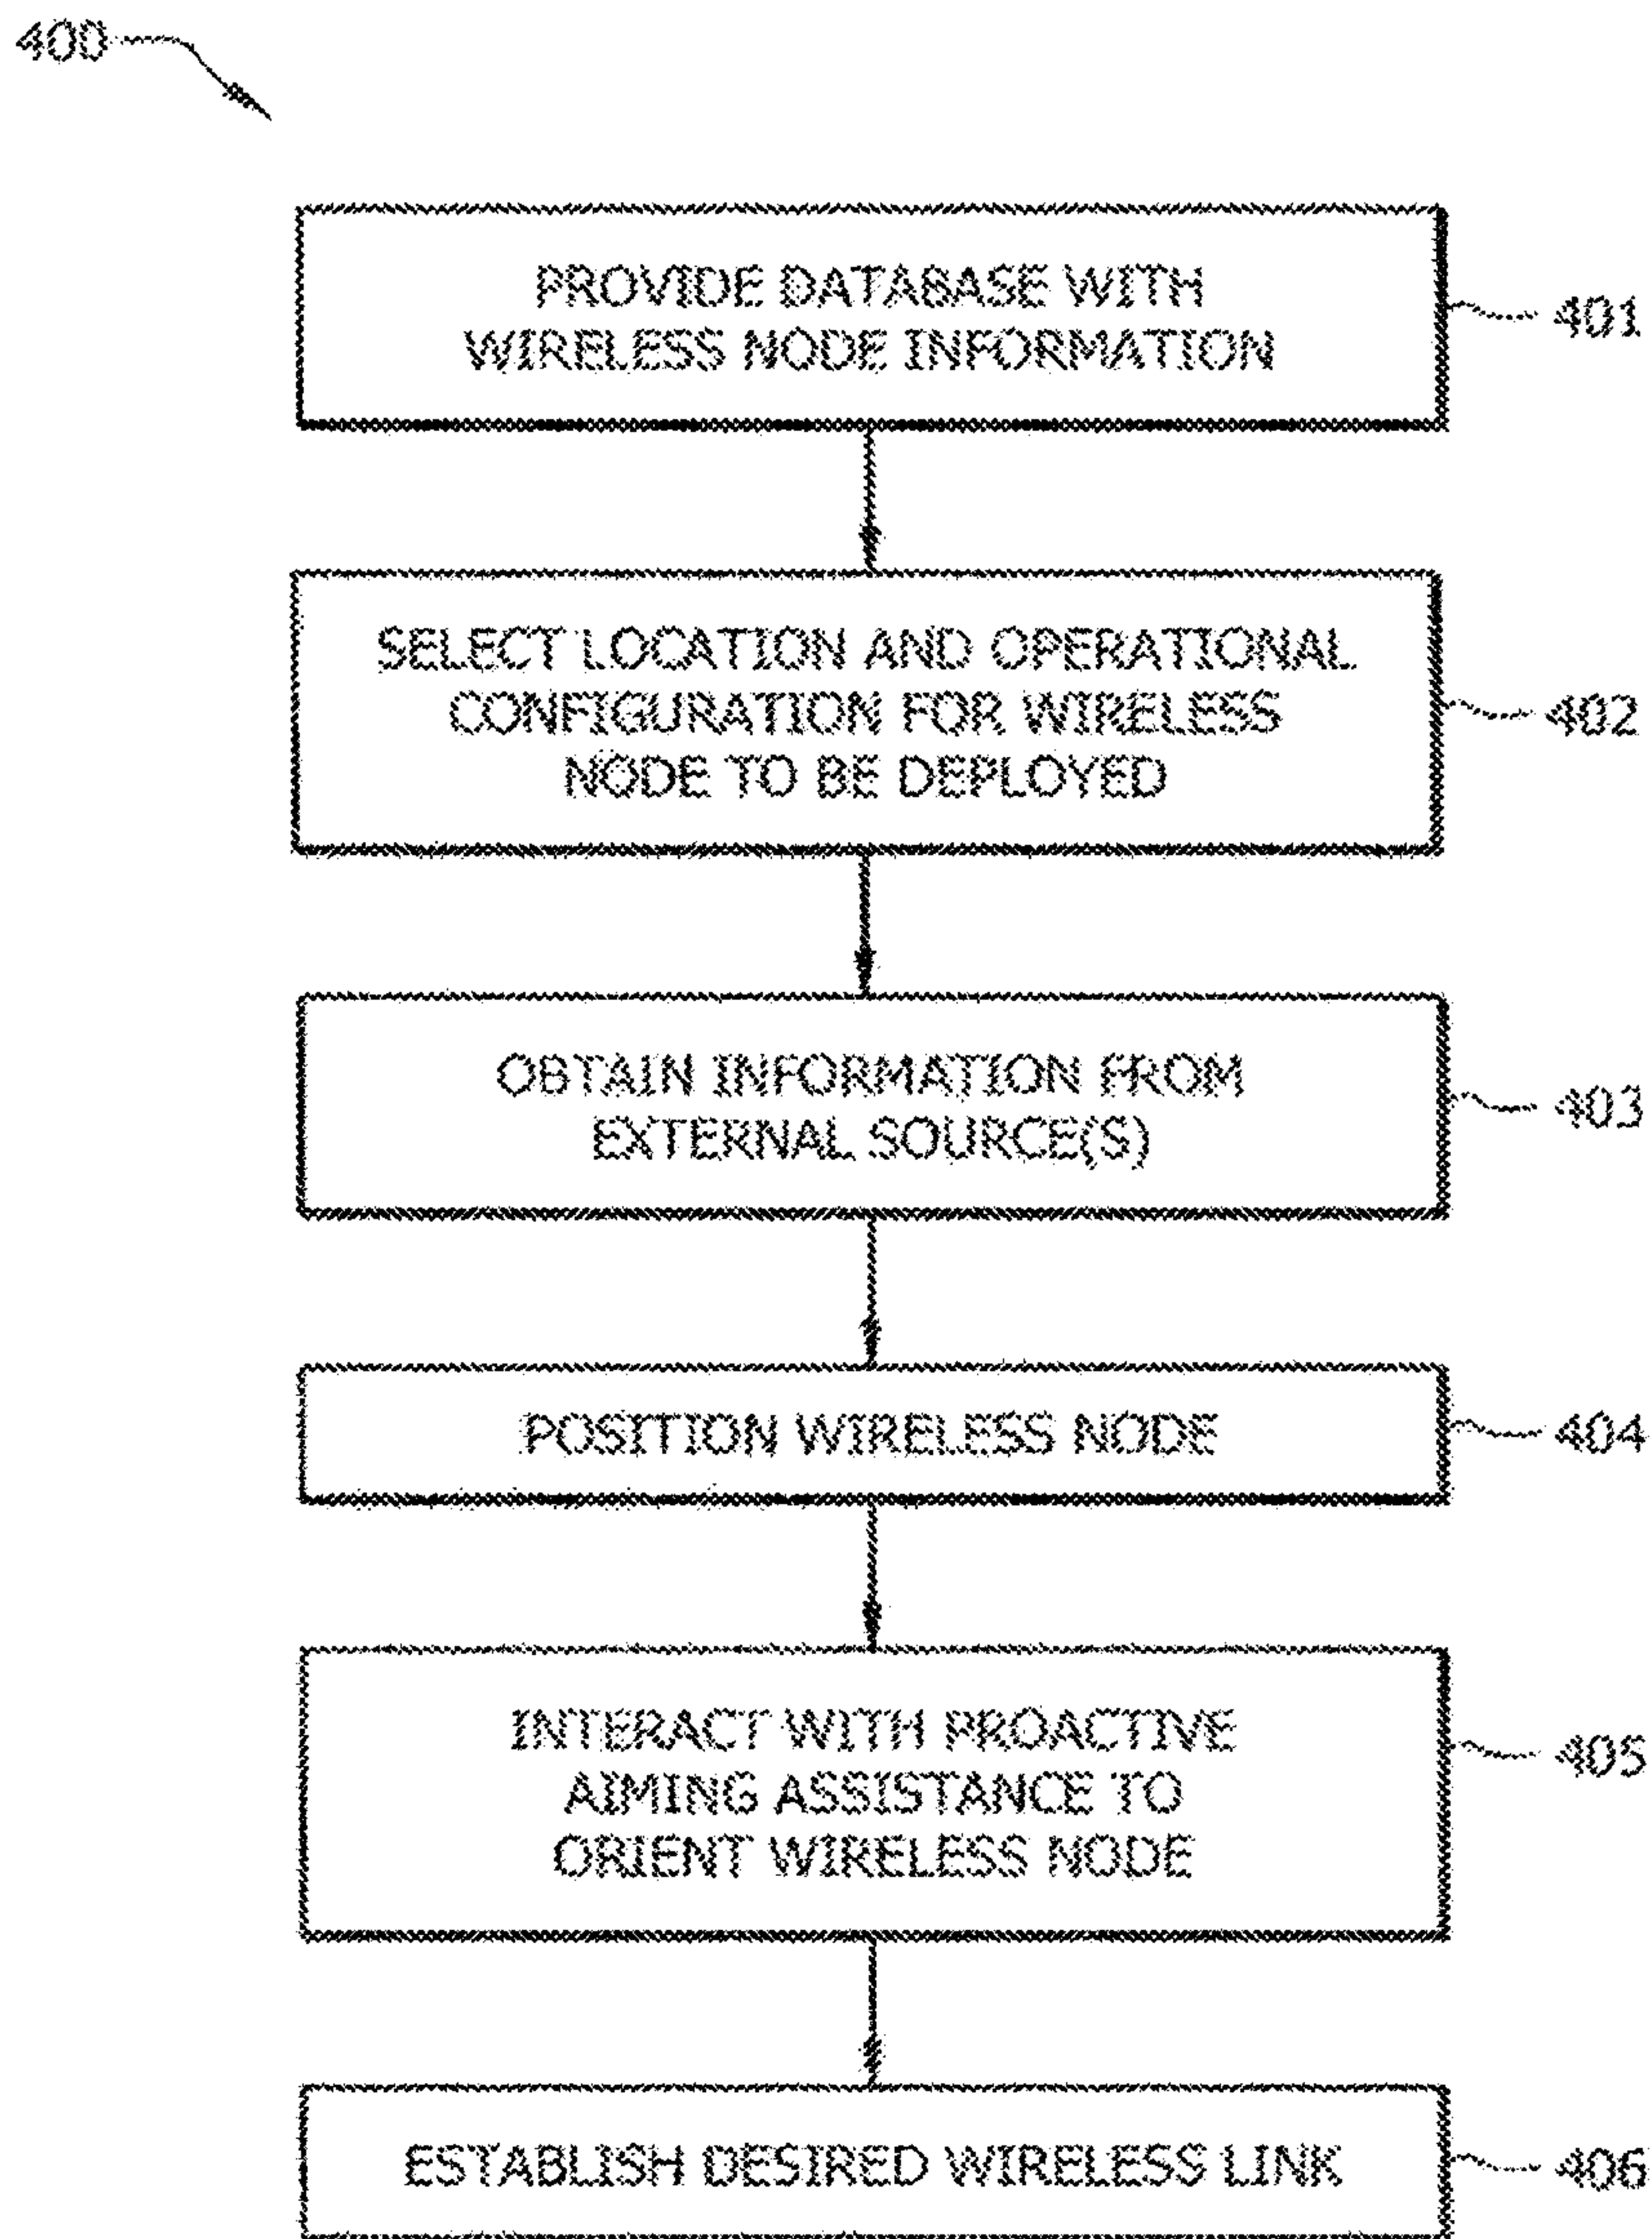 400
PROVIDE DATABASE WITH
WIRELESS NODE INFORMATION
401
SELECT LOCATION AND OPERATIONAL
CONFIGURATION FOR WIRELESS
NODE TO BE DEPLOYED
402
OBTAIN INFORMATION FROM
EXTERNAL SOURCE(S)
403
POSITION WIRELESS NODE
404
INTERACT WITH PROACTIVE
AIMING ASSISTANCE TO
ORIENT WIRELESS NODE
405
ESTABLISH DESIRED WIRELESS LINK
406